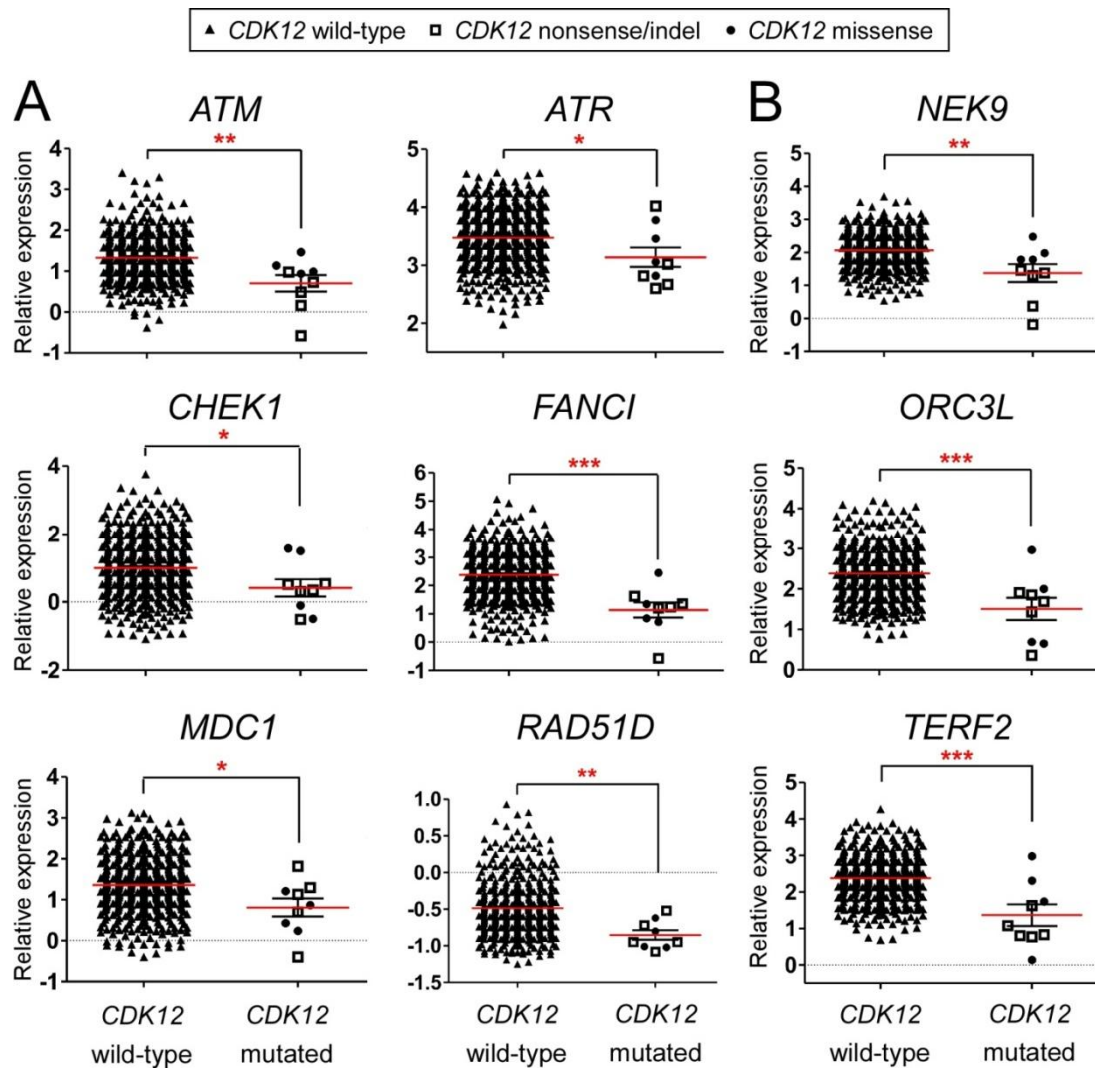 ▲ CDK12 wild-type □ CDK12 nonsense/indel ● CDK12 missense
A
B
ATM
**
Relative expression
4
3
2
1
0
-1
ATR
*
5
4
3
2
NEK9
**
Relative expression
5
4
3
2
1
0
-1
CHEK1
*
Relative expression
4
2
0
-2
FANCI
***
6
5
4
3
2
1
0
-1
ORC3L
***
Relative expression
5
4
3
2
1
0
MDC1
*
Relative expression
4
3
2
1
0
-1
CDK12 CDK12
wild-type mutated
RAD51D
**
1.0
0.5
0.0
-0.5
-1.0
-1.5
CDK12 CDK12
wild-type mutated
TERF2
***
Relative expression
5
4
3
2
1
0
CDK12 CDK12
wild-type mutated